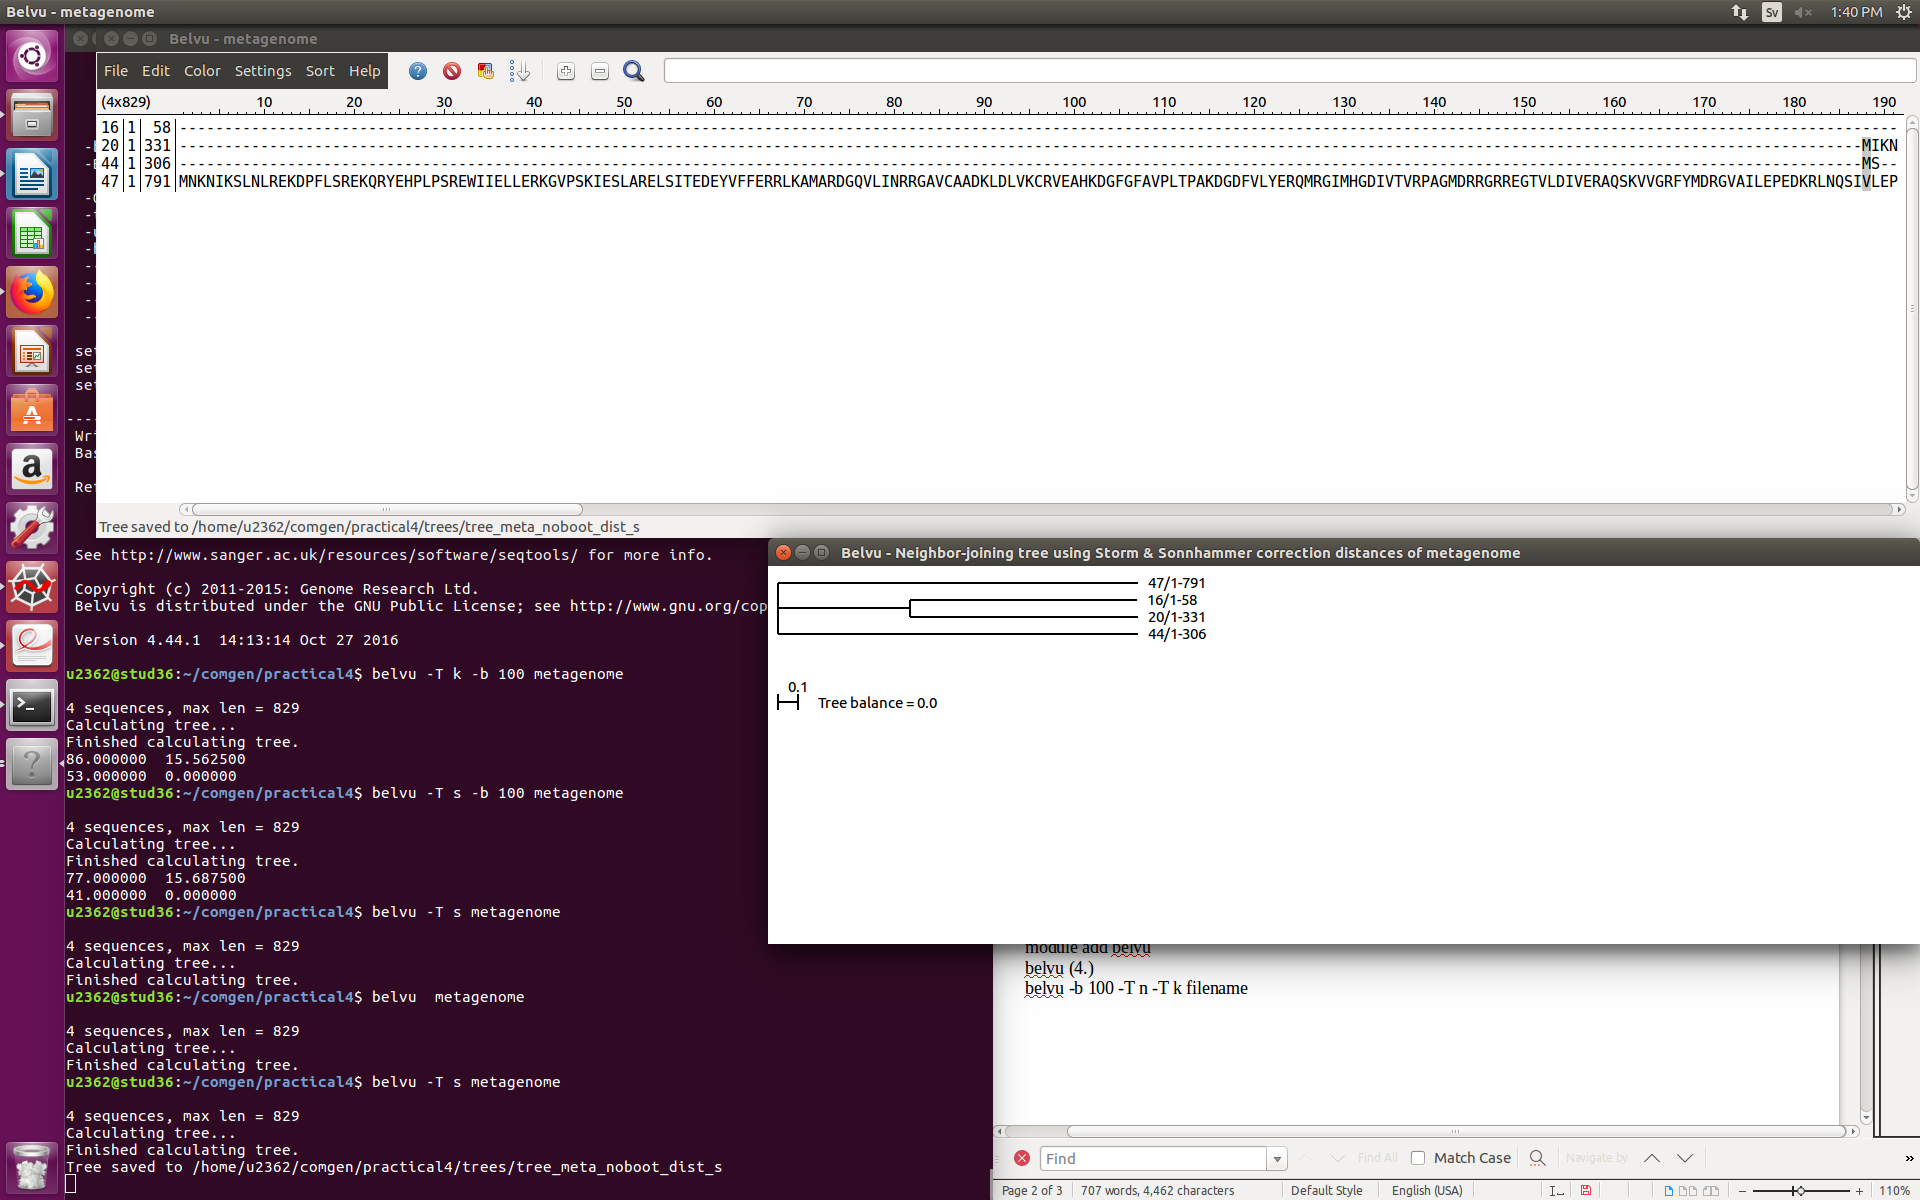 Belvu - metagenome
Sv
1:40 PM
Belvu - metagenome
File Edit Color Settings Sort Help
(4x829) 10 20 30 40 50 60 70 80 90 100 110 120 130 140 150 160 170 180 190
16 1 58
20 1 331 MIKN
44 1 306 MS--
47 1 791 MNKNIKSLNLREKDPFLSREKQRYEHPLPSREWIIELLERKGVPSKIESLARELSITEDEYVFFERRLKAMARDGQVLINRRGAVCAADKLDLVKCRVEAHKDGFGFAVPLTPAKDGDFVLYERQMRGIMHGDIVTVRPAGMDRRGRREGTVLDIVERAQSKVVGRFYMDRGVAILEPEDKRLNQSIVLEP
Tree saved to /home/u2362/comgen/practical4/trees/tree_meta_noboot_dist_s
set
set
set
Wri
Bas
Ref
See http://www.sanger.ac.uk/resources/software/seqtools/ for more info.
Copyright (c) 2011-2015: Genome Research Ltd.
Belvu is distributed under the GNU Public License; see http://www.gnu.org/cop
Version 4.44.1  14:13:14 Oct 27 2016
u2362@stud36:~/comgen/practical4$ belvu -T k -b 100 metagenome
4 sequences, max len = 829
Calculating tree...
Finished calculating tree.
86.000000  15.562500
53.000000  0.000000
u2362@stud36:~/comgen/practical4$ belvu -T s -b 100 metagenome
4 sequences, max len = 829
Calculating tree...
Finished calculating tree.
77.000000  15.687500
41.000000  0.000000
u2362@stud36:~/comgen/practical4$ belvu -T s metagenome
4 sequences, max len = 829
Calculating tree...
Finished calculating tree.
u2362@stud36:~/comgen/practical4$ belvu  metagenome
4 sequences, max len = 829
Calculating tree...
Finished calculating tree.
u2362@stud36:~/comgen/practical4$ belvu -T s metagenome
4 sequences, max len = 829
Calculating tree...
Finished calculating tree.
Tree saved to /home/u2362/comgen/practical4/trees/tree_meta_noboot_dist_s
Belvu - Neighbor-joining tree using Storm & Sonnhammer correction distances of metagenome
47/1-791
16/1-58
20/1-331
44/1-306
0.1
Tree balance = 0.0
module add belvu
belvu (4.)
belvu -b 100 -T n -T k filename
Find
Find All
Match Case
Navigate by
»
Page 2 of 3
707 words, 4,462 characters
Default Style
English (USA)
110%